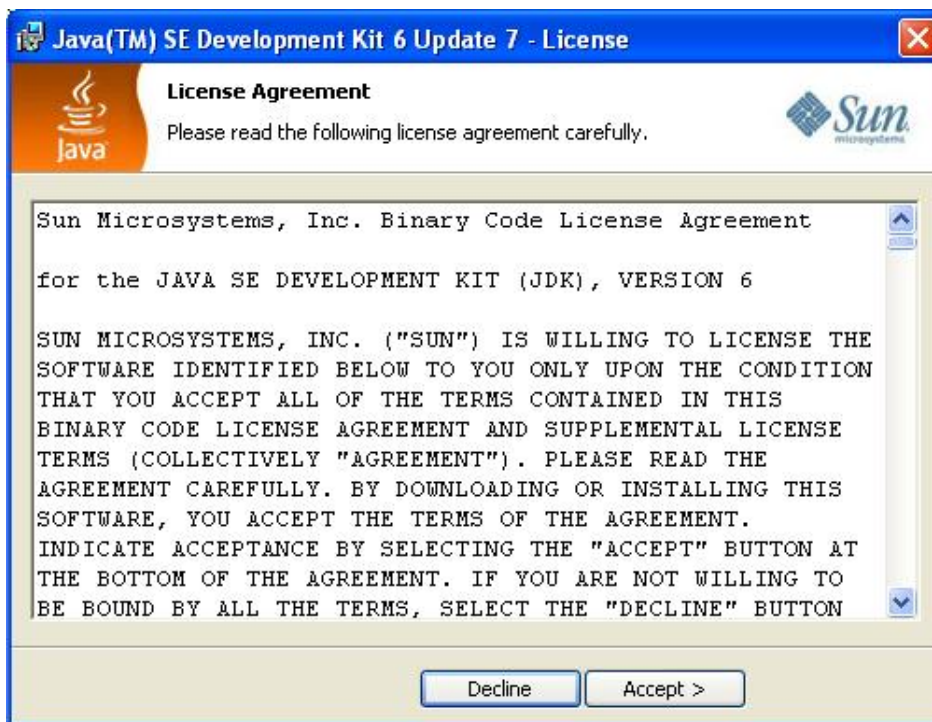 Java(TM) SE Development Kit 6 Update 7 - License
Java
License Agreement
Please read the following license agreement carefully.
Sun
microsystems
Sun Microsystems, Inc. Binary Code License Agreement
for the JAVA SE DEVELOPMENT KIT (JDK), VERSION 6
SUN MICROSYSTEMS, INC. ("SUN") IS WILLING TO LICENSE THE
SOFTWARE IDENTIFIED BELOW TO YOU ONLY UPON THE CONDITION
THAT YOU ACCEPT ALL OF THE TERMS CONTAINED IN THIS
BINARY CODE LICENSE AGREEMENT AND SUPPLEMENTAL LICENSE
TERMS (COLLECTIVELY "AGREEMENT"). PLEASE READ THE
AGREEMENT CAREFULLY. BY DOWNLOADING OR INSTALLING THIS
SOFTWARE, YOU ACCEPT THE TERMS OF THE AGREEMENT.
INDICATE ACCEPTANCE BY SELECTING THE "ACCEPT" BUTTON AT
THE BOTTOM OF THE AGREEMENT. IF YOU ARE NOT WILLING TO
BE BOUND BY ALL THE TERMS, SELECT THE "DECLINE" BUTTON
Decline
Accept >